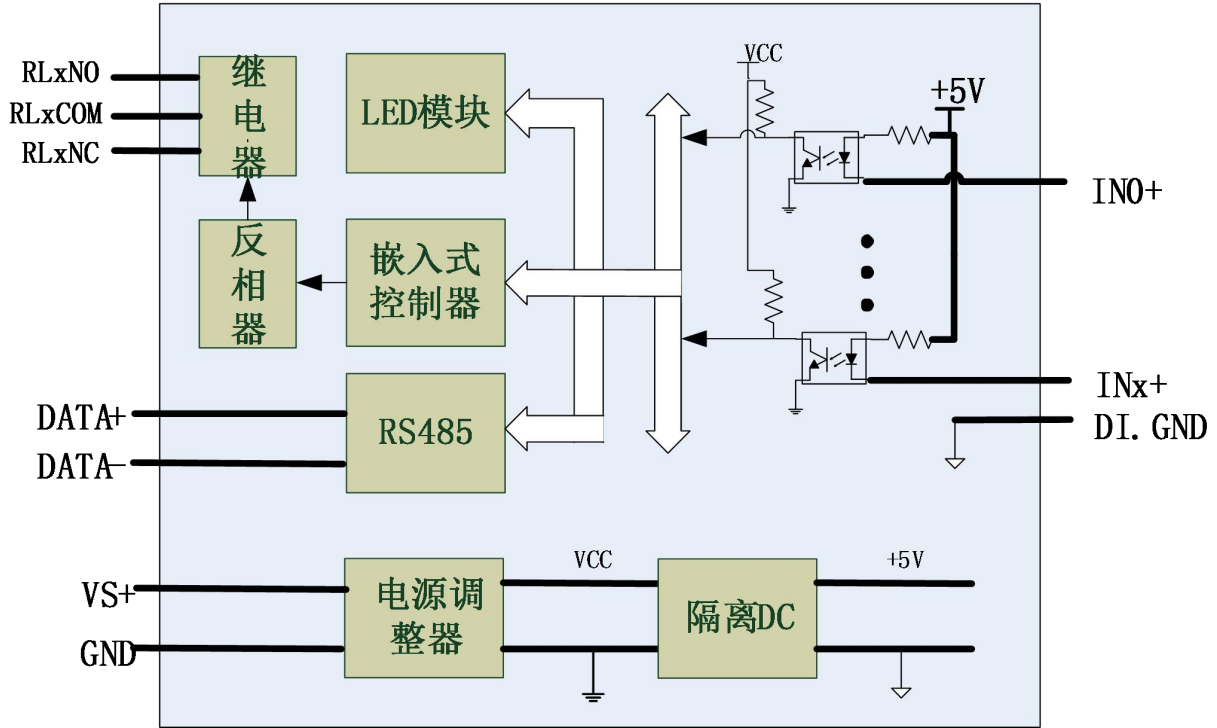 RLxNO
RLxCOM
RLxNC
继
电
器
LED模块
VCC
+5V
IN0+
反
相
器
嵌入式
控制器
INx+
DI. GND
DATA+
DATA-
RS485
VS+
GND
电源调
整器
VCC
隔离DC
+5V